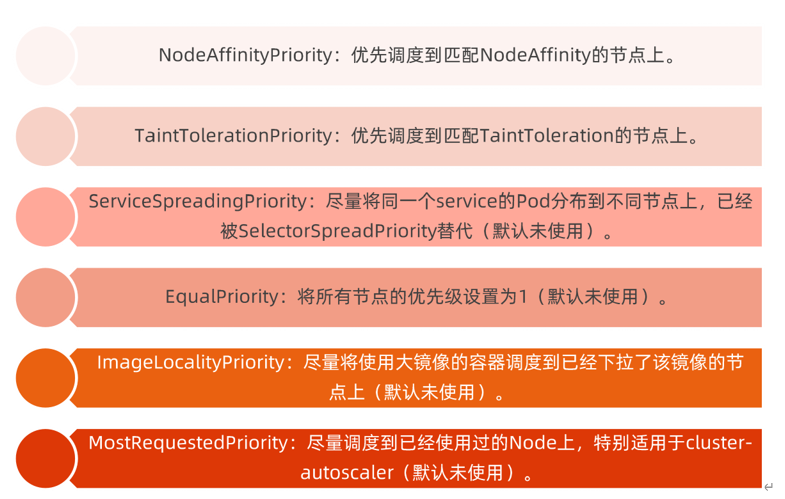 NodeAffinityPriority：优先调度到匹配NodeAffinity的节点上。
TaintTolerationPriority：优先调度到匹配TaintToleration的节点上。
ServiceSpreadingPriority：尽量将同一个service的Pod分布到不同节点上，已经
被SelectorSpreadPriority替代（默认未使用）。
EqualPriority：将所有节点的优先级设置为1（默认未使用）。
ImageLocalityPriority：尽量将使用大镜像的容器调度到已经下拉了该镜像的节
点上（默认未使用）。
MostRequestedPriority：尽量调度到已经使用过的Node上，特别适用于cluster-
autoscaler（默认未使用）。